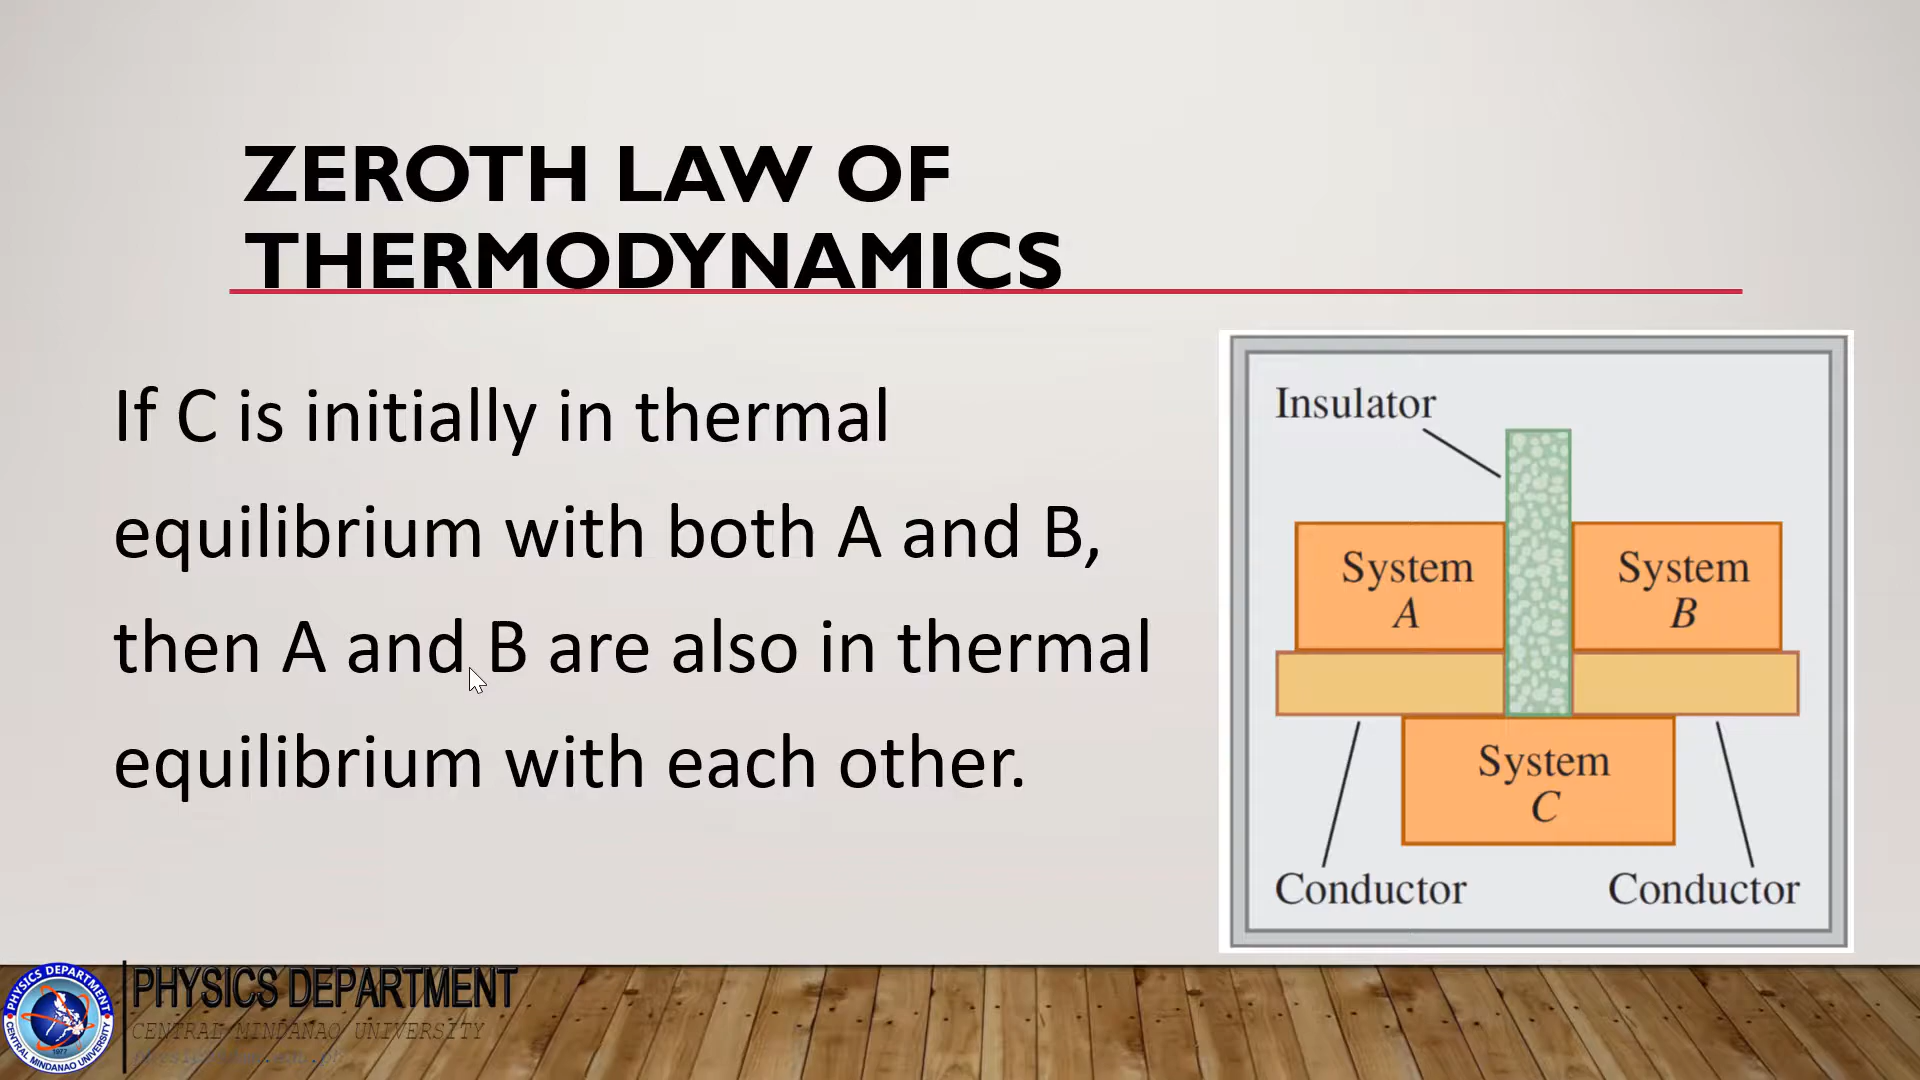 ZEROTH LAW OF
THERMODYNAMICS
If C is initially in thermal
equilibrium with both A and B,
then A and B are also in thermal
equilibrium with each other.
Insulator
System
A
System
B
System
C
Conductor
Conductor
PHYSICS DEPARTMENT
CENTRAL MINDANAO UNIVERSITY
PHYSICS DEPARTMENT
CENTRAL MINDANAO UNIVERSITY
1977